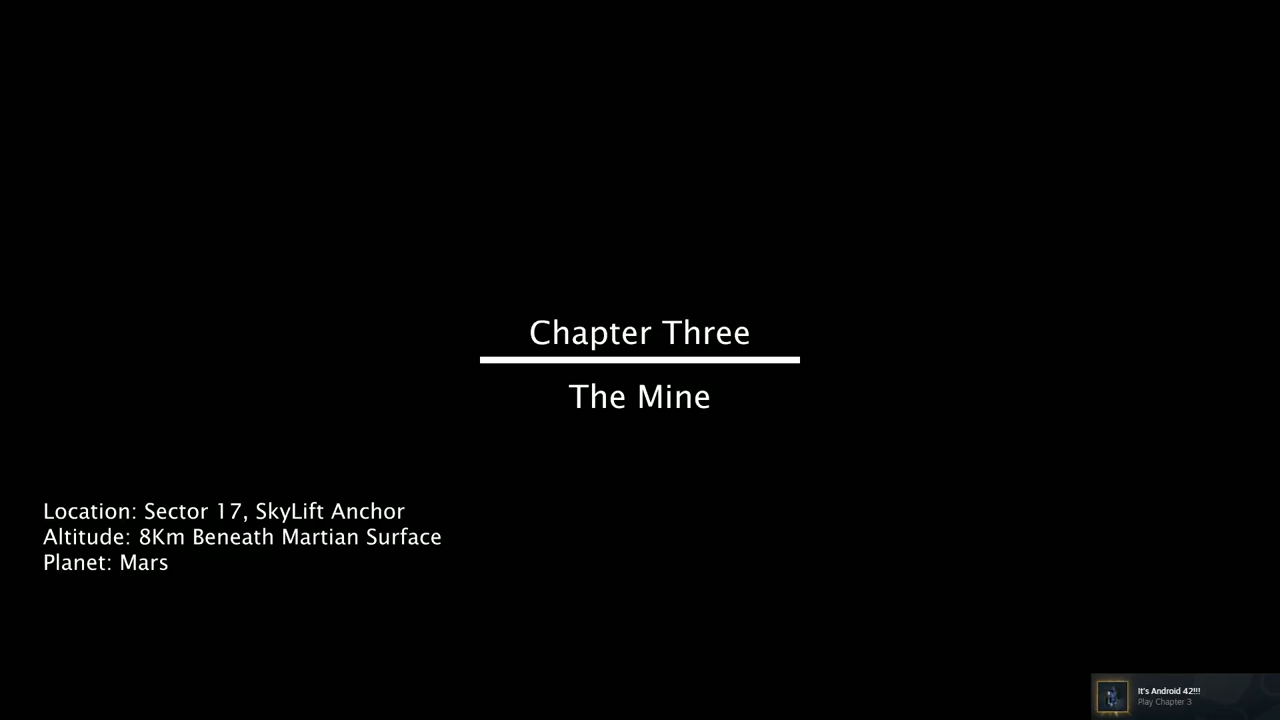 Chapter Three
The Mine
Location: Sector 17, SkyLift Anchor
Altitude: 8Km Beneath Martian Surface
Planet: Mars
It's Android 42!!!
Play Chapter 3